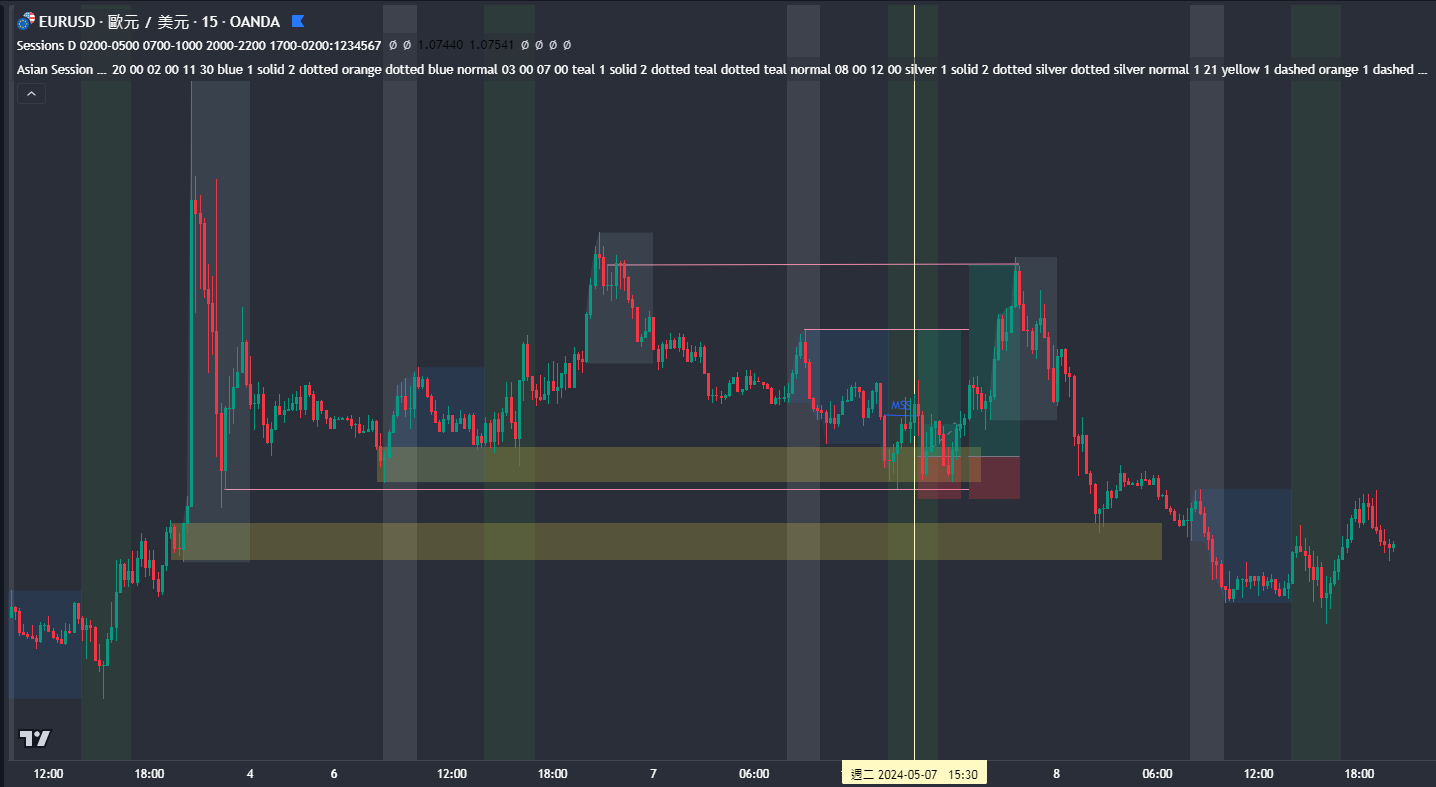 EURUSD · 歐元 / 美元 · 15 · OANDA
Sessions D 0200-0500 0700-1000 2000-2200 1700-0200:1234567 Ø Ø 1.07440 1.07541 Ø Ø Ø Ø
Asian Session ... 20 00 02 00 11 30 blue 1 solid 2 dotted orange dotted blue normal 03 00 07 00 teal 1 solid 2 dotted teal dotted teal normal 08 00 12 00 silver 1 solid 2 dotted silver dotted silver normal 1 21 yellow 1 dashed orange 1 dashed ...
MSS
12:00 18:00 4 6 12:00 18:00 7 06:00 週二 2024-05-07 15:30 8 06:00 12:00 18:00